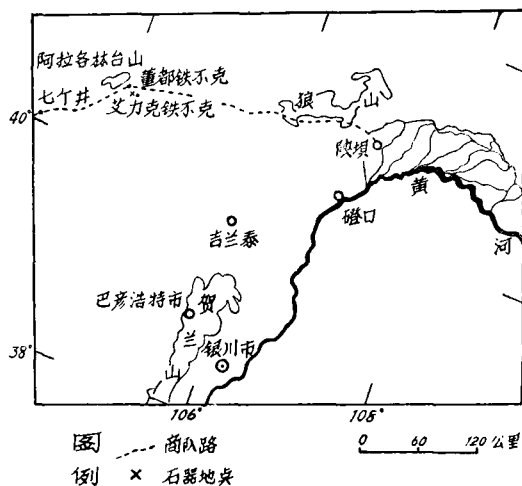 阿拉各林台山
董都铁不克
七个井
艾力克铁不克
狼山
40°
陕坝
黄
河
磴口
吉兰泰
巴彦浩特市
贺
兰
山
银川市
38°
106°
108°
图
例
商队路
× 石器地点
0 60 120 公里